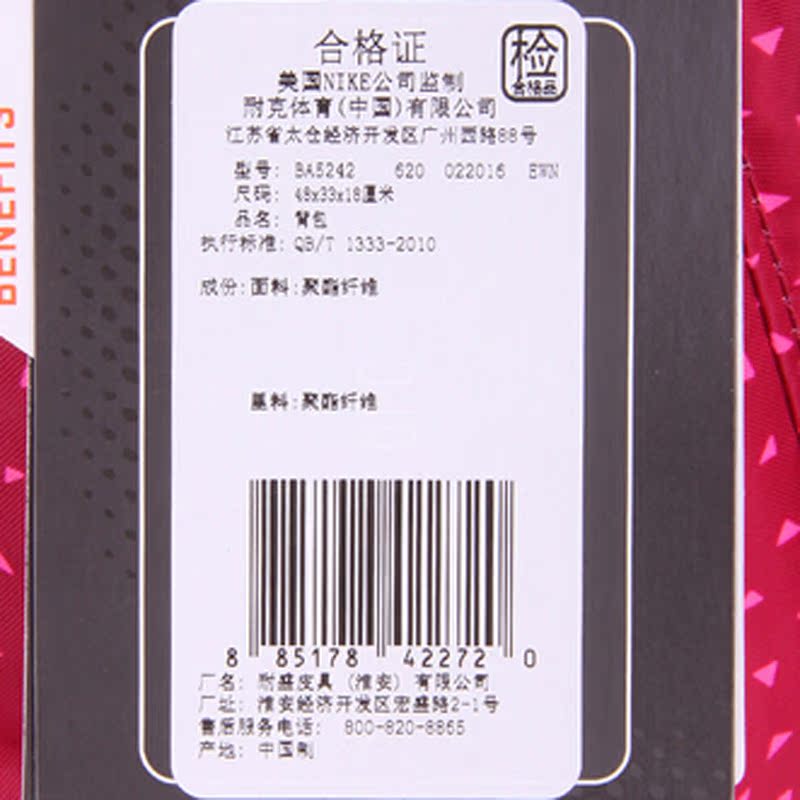 BENEFITS
合格证
检
合格品
美国NIKE公司监制
耐克体育(中国)有限公司
江苏省太仓经济开发区广州西路88号
型号: BA5242 620 022016 EWN
尺码: 48x33x18厘米
品名: 背包
执行标准: QB/T 1333-2010
成份:面料:聚酯纤维
里料:聚酯纤维
8 85178 42272 0
厂名: 耐盛皮具 (淮安) 有限公司
厂址: 淮安经济开发区宏盛路2-1号
售后服务电话: 800-820-8865
产地: 中国制